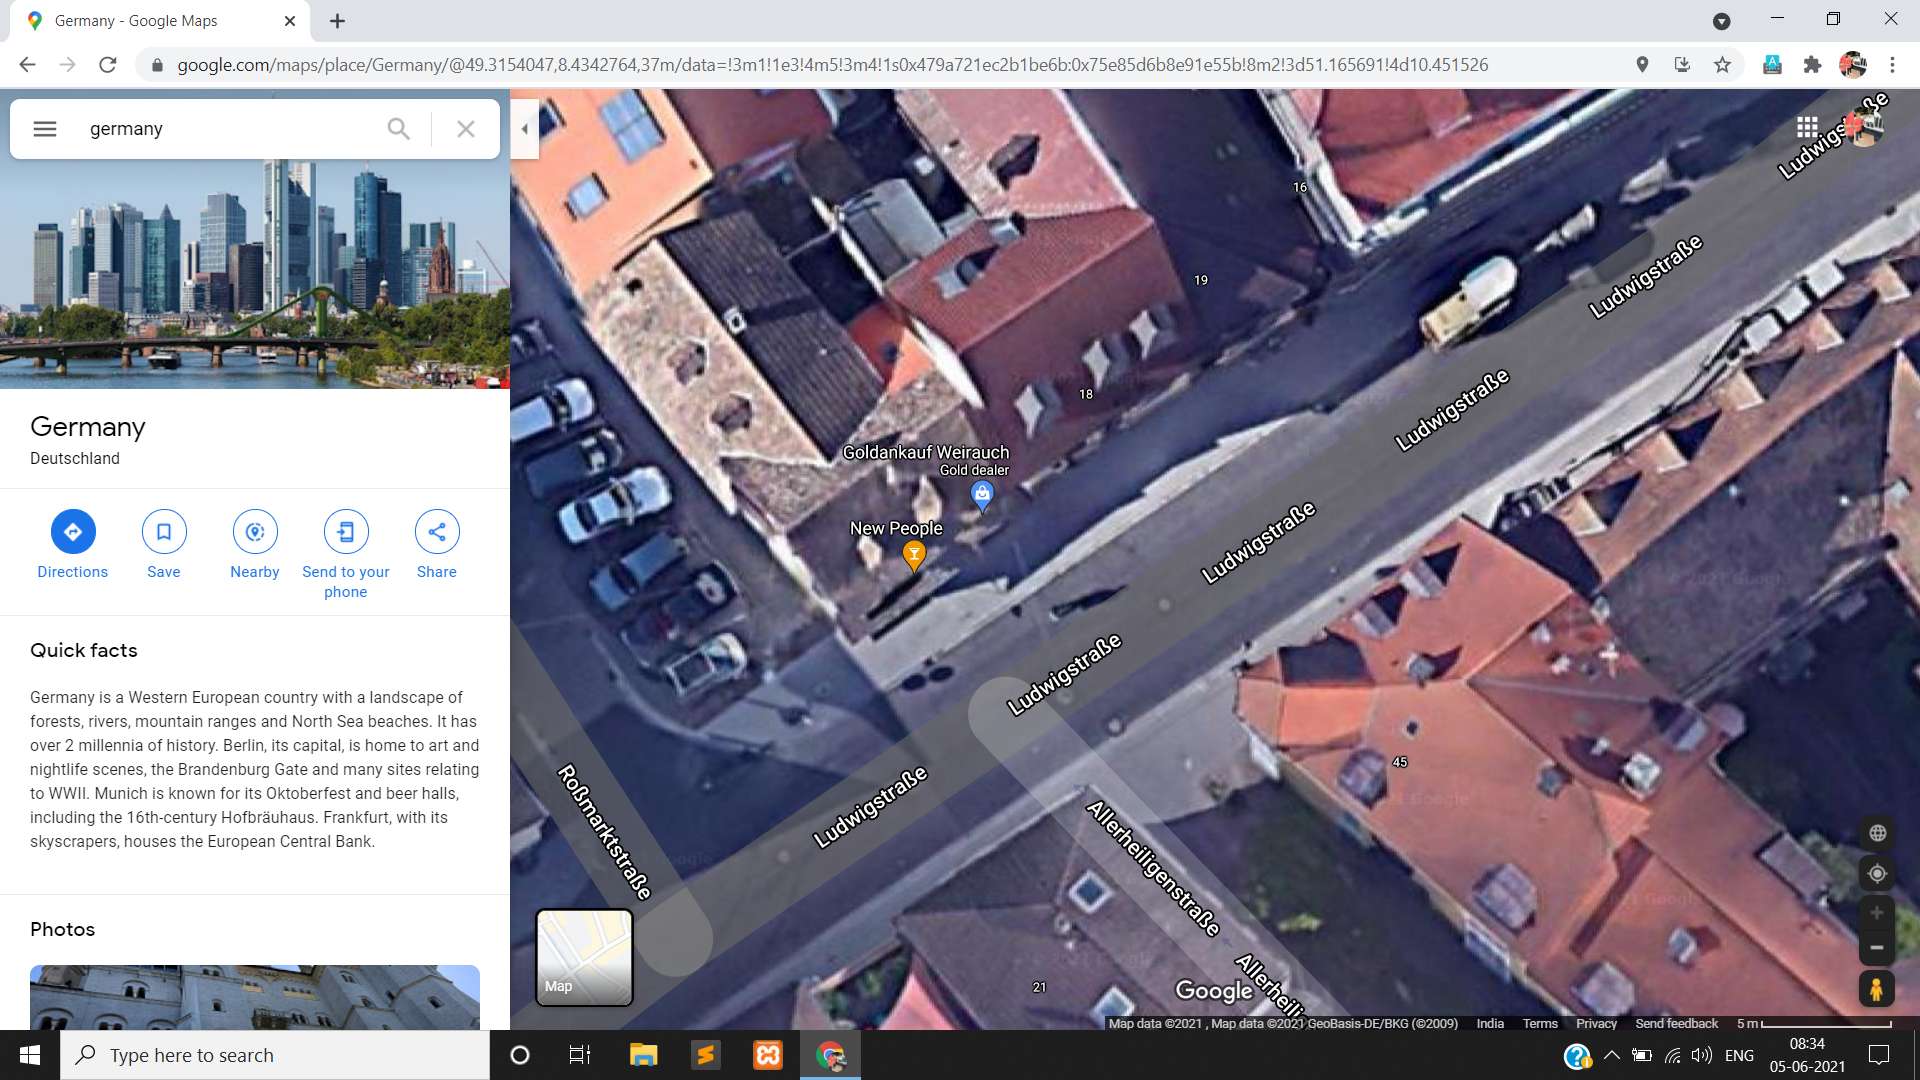 Germany - Google Maps
google.com/maps/place/Germany/@49.3154047,8.4342764,37m/data=!3m1!1e3!4m5!3m4!1s0x479a721ec2b1be6b:0x75e85d6b8e91e55b!8m2!3d51.165691!4d10.451526
germany
Germany
Deutschland
Directions
Save
Nearby
Send to your
phone
Share
Quick facts
Germany is a Western European country with a landscape of
forests, rivers, mountain ranges and North Sea beaches. It has
over 2 millennia of history. Berlin, its capital, is home to art and
nightlife scenes, the Brandenburg Gate and many sites relating
to WWII. Munich is known for its Oktoberfest and beer halls,
including the 16th-century Hofbräuhaus. Frankfurt, with its
skyscrapers, houses the European Central Bank.
Photos
Ludwigstraße
16
Ludwigstraße
19
Ludwigstraße
18
Goldankauf Weirauch
Gold dealer
New People
Ludwigstraße
Ludwigstraße
45
Ludwigstraße
Roßmarktstraße
Allerheiligenstraße
Allerheili
21
Map
Google
Map data ©2021 , Map data ©2021 GeoBasis-DE/BKG (©2009)
India
Terms
Privacy
Send feedback
5 m
Type here to search
ENG
08:34
05-06-2021